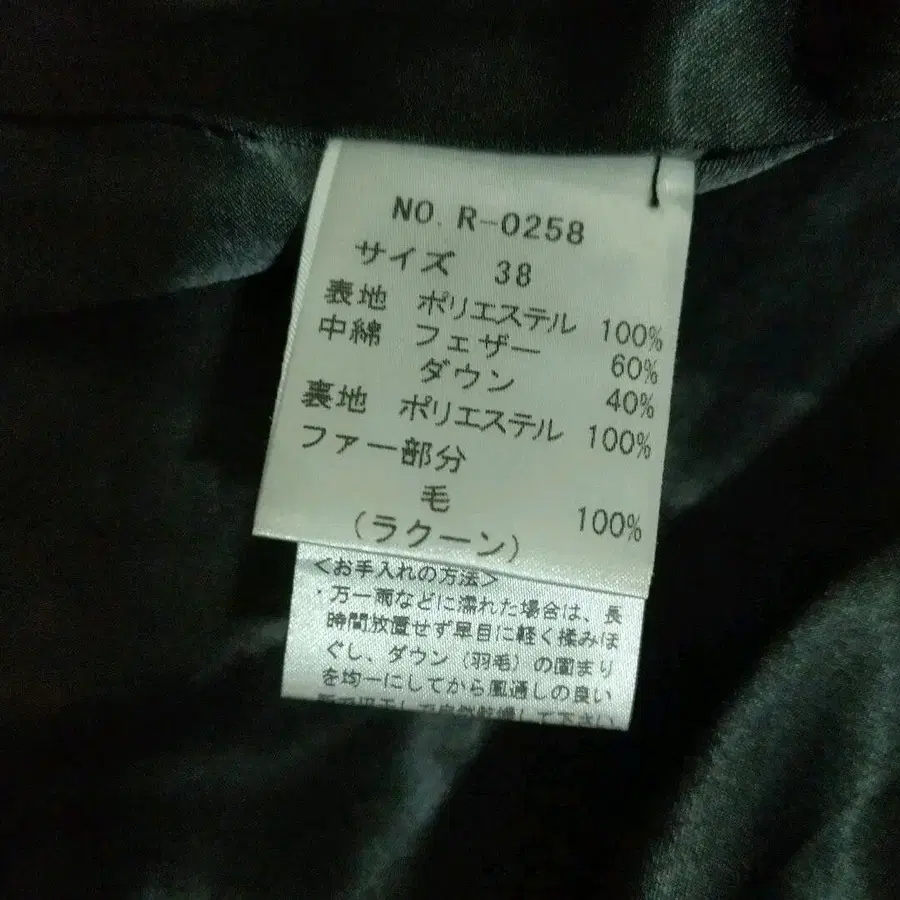 NO. R-0258
サイズ 38
表地 ポリエステル 100%
中綿 フェザー 60%
ダウン 40%
裏地 ポリエステル 100%
ファー部分
毛 100%
(ラクーン)
<お手入れの方法>
・万一雨などに濡れた場合は、長
時間放置せず早目に軽く揉みほ
ぐし、ダウン(羽毛)の固まり
を均一にしてから風通しの良い
して下さい